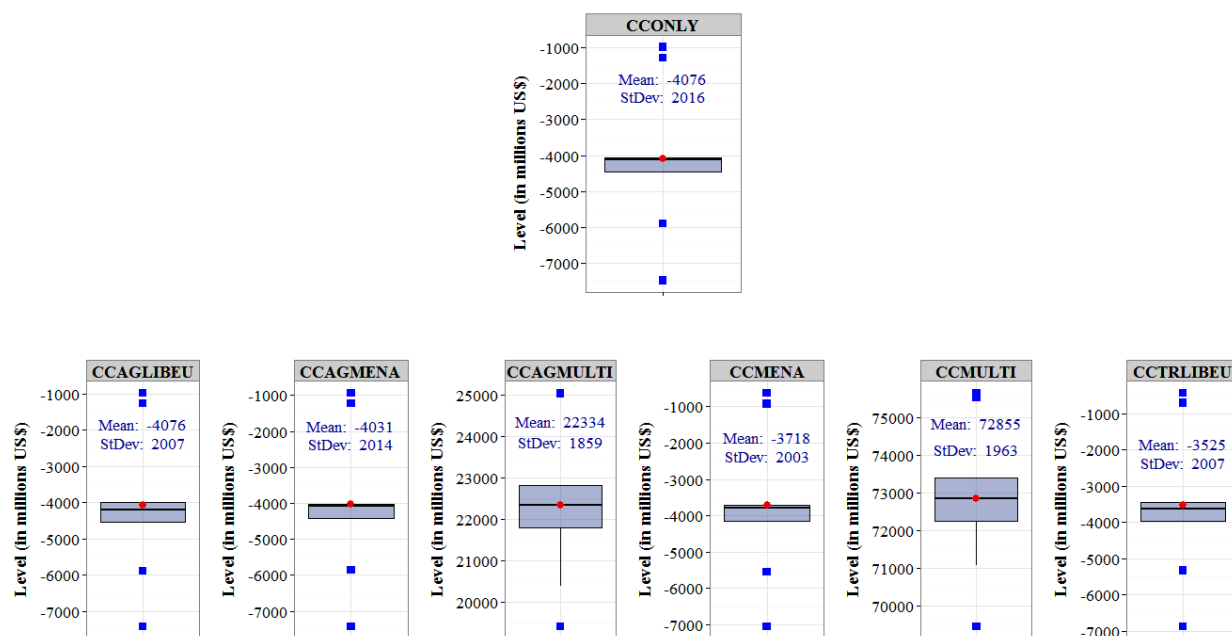 CCONLY
Level (in millions US$)
-1000
-2000
-3000
-4000
-5000
-6000
-7000
Mean: -4076
StDev: 2016
CCAGLIBEU
Level (in millions US$)
-1000
-2000
-3000
-4000
-5000
-6000
-7000
Mean: -4076
StDev: 2007
CCAGMENA
Level (in millions US$)
-1000
-2000
-3000
-4000
-5000
-6000
-7000
Mean: -4031
StDev: 2014
CCAGMULTI
Level (in millions US$)
25000
24000
23000
22000
21000
20000
Mean: 22334
StDev: 1859
CCMENA
Level (in millions US$)
-1000
-2000
-3000
-4000
-5000
-6000
-7000
Mean: -3718
StDev: 2003
CCMULTI
Level (in millions US$)
75000
74000
73000
72000
71000
70000
Mean: 72855
StDev: 1963
CCTRLIBEU
Level (in millions US$)
-1000
-2000
-3000
-4000
-5000
-6000
-7000
Mean: -3525
StDev: 2007